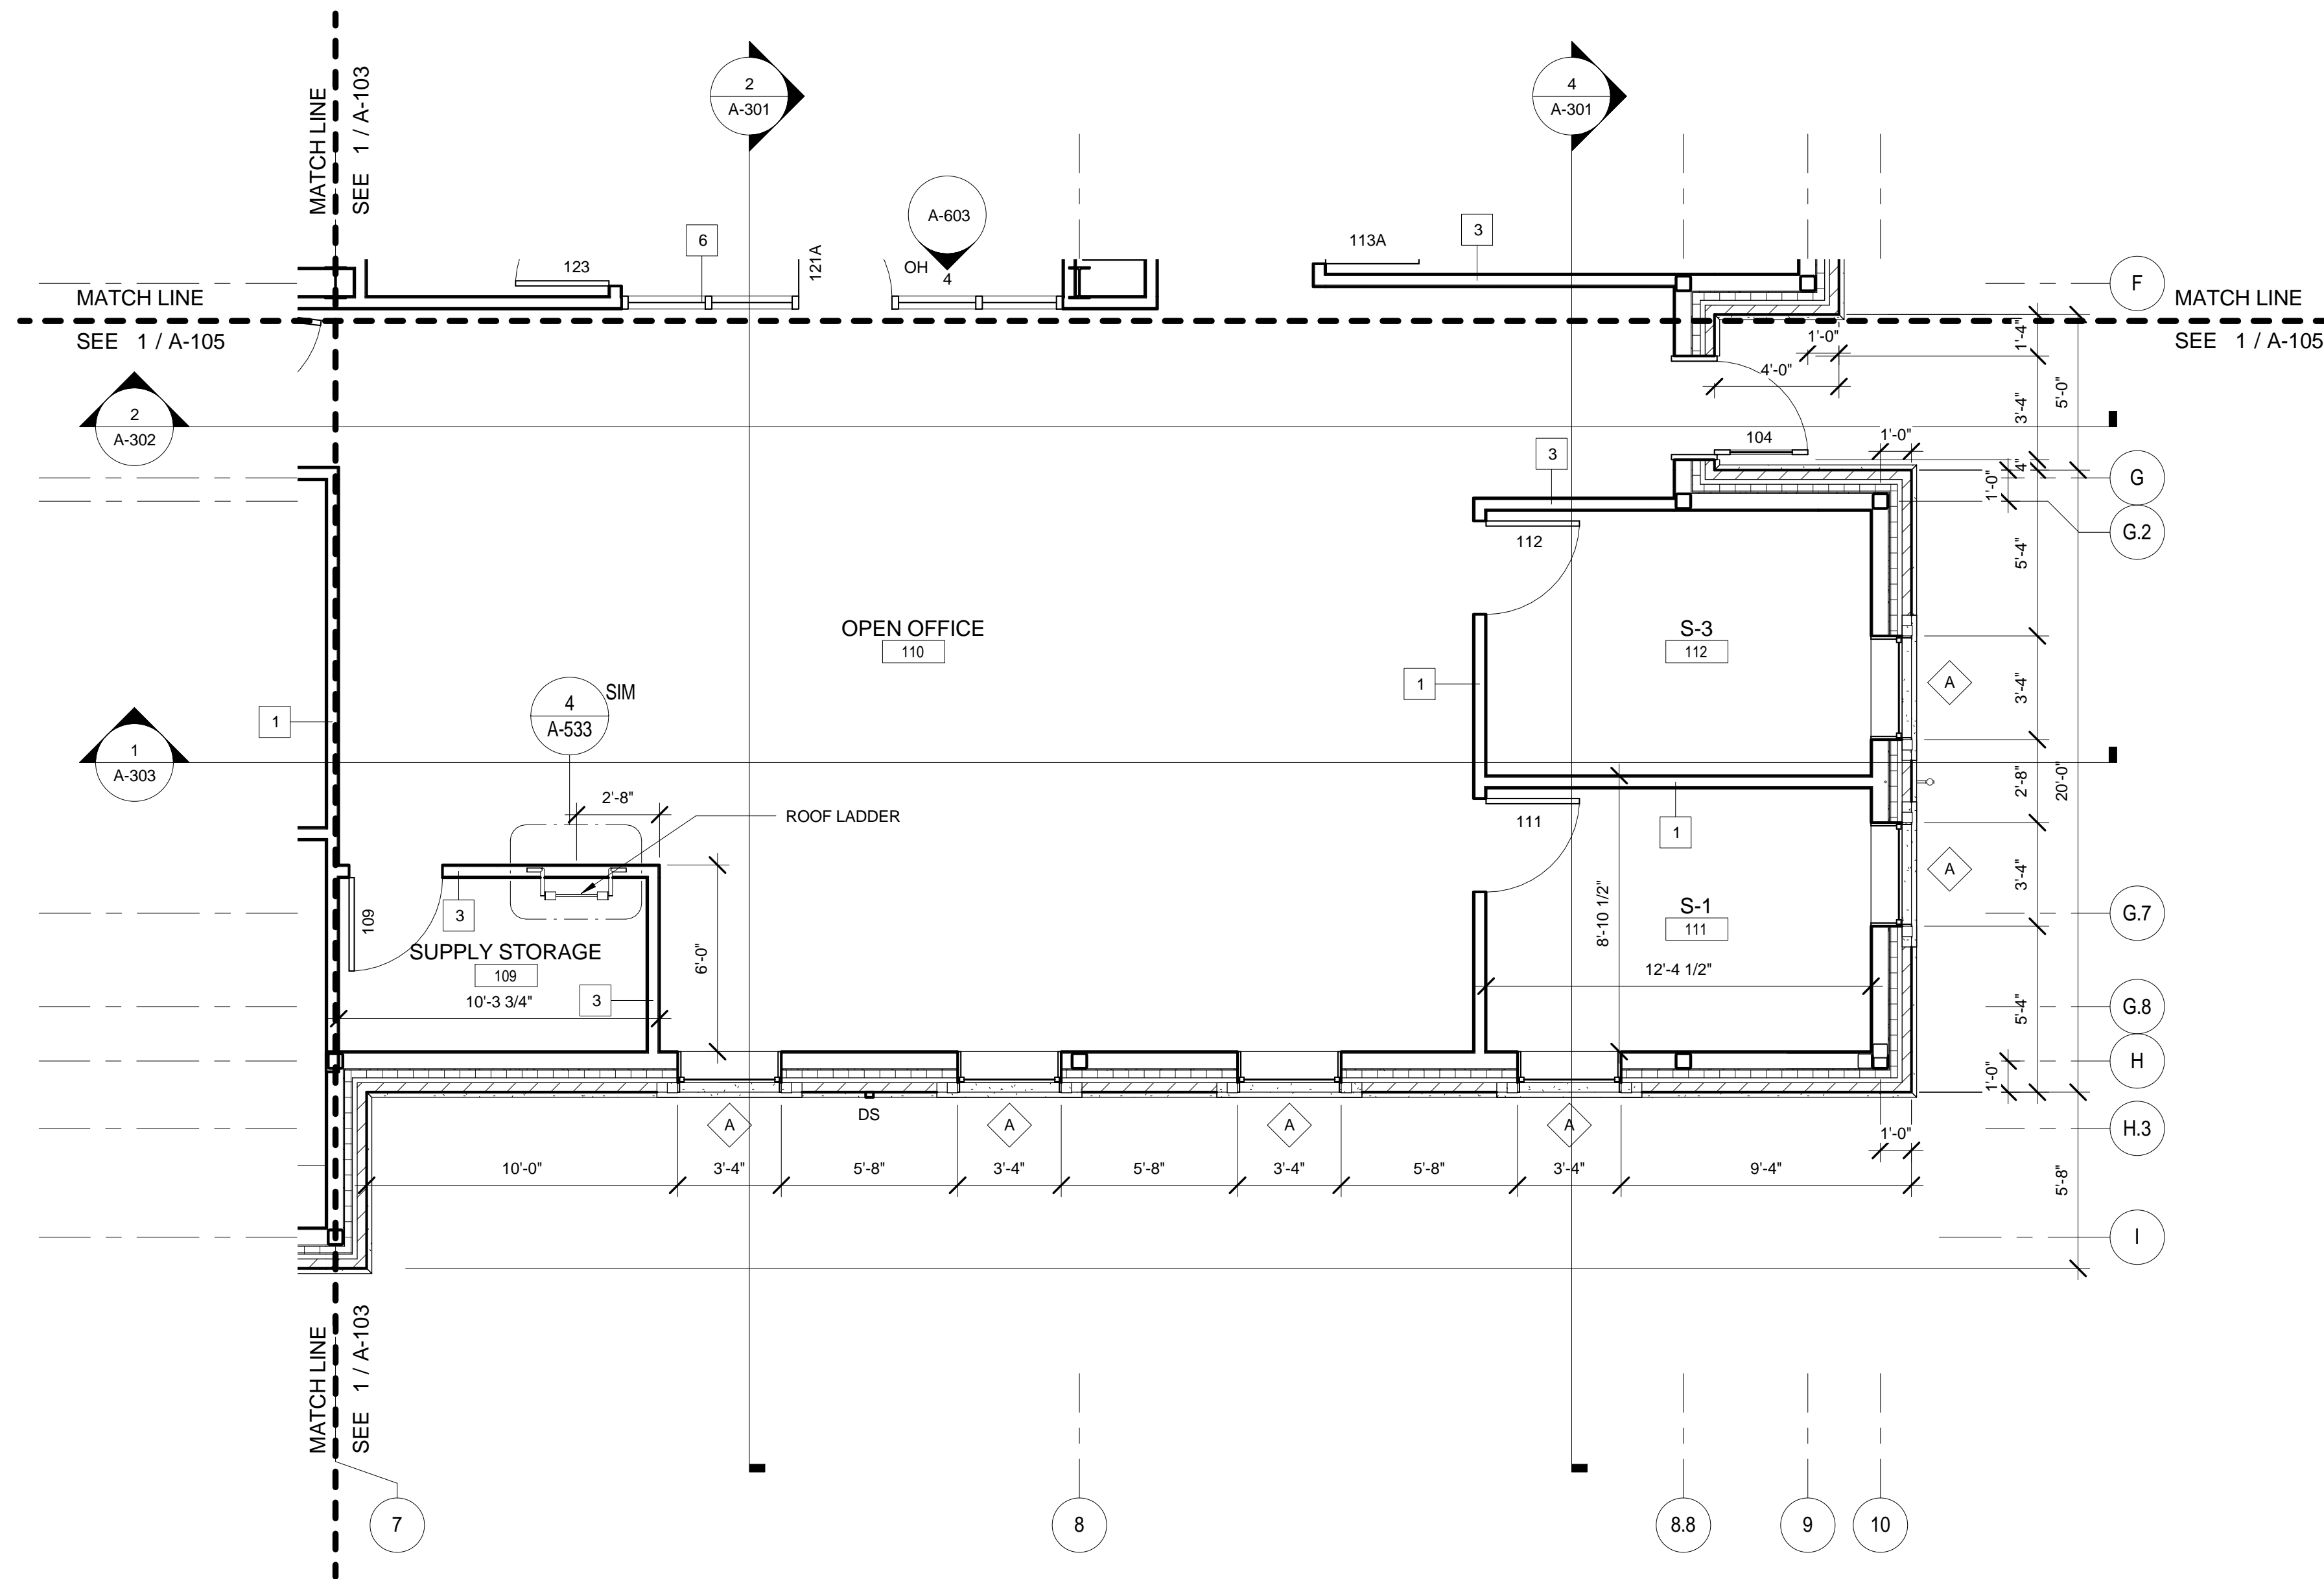 MATCH LINE
SEE 1 / A-103
2
A-301
4
A-301
A-603
4
OH
6
121A
123
113A
3
F
MATCH LINE
SEE 1 / A-105
MATCH LINE
SEE 1 / A-105
1'-0"
4'-0"
1'-4"
3'-4"
5'-0"
2
A-302
104
1'-0"
4"
1'-0"
G
G.2
3
112
5'-4"
OPEN OFFICE
110
S-3
112
1
A
3'-4"
4
A-533
SIM
1
1
A-303
2'-8"
ROOF LADDER
2'-8"
20'-0"
111
1
A
3'-4"
109
3
SUPPLY STORAGE
109
10'-3 3/4"
3
6'-0"
8'-10 1/2"
S-1
111
12'-4 1/2"
G.7
G.8
5'-4"
H
1'-0"
DS
A
A
A
A
H.3
1'-0"
10'-0"
3'-4"
5'-8"
3'-4"
5'-8"
3'-4"
5'-8"
3'-4"
9'-4"
5'-8"
I
MATCH LINE
SEE 1 / A-103
7
8
8.8
9
10